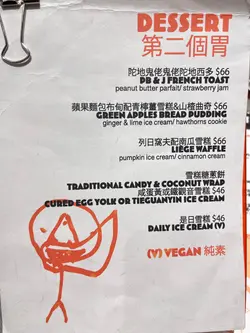 DESSERT
第二個胃
陀地鬼佬鬼佬陀地西多 $66
PB & J FRENCH TOAST
peanut butter parfait/ strawberry jam
蘋果麵包布甸配青檸薑雪糕&山楂曲奇 $66
GREEN APPLES BREAD PUDDING
ginger & lime ice cream/ hawthorns cookie
列日窩夫配南瓜雪糕 $66
LIÈGE WAFFLE
pumpkin ice cream/ cinnamon cream
雪糕糖蔥餅
TRADITIONAL CANDY & COCONUT WRAP
咸蛋黃或鐵觀音雪糕 $46
CURED EGG YOLK OR TIEGUANYIN ICE CREAM
是日雪糕 $46
DAILY ICE CREAM (V)
(V) VEGAN 純素